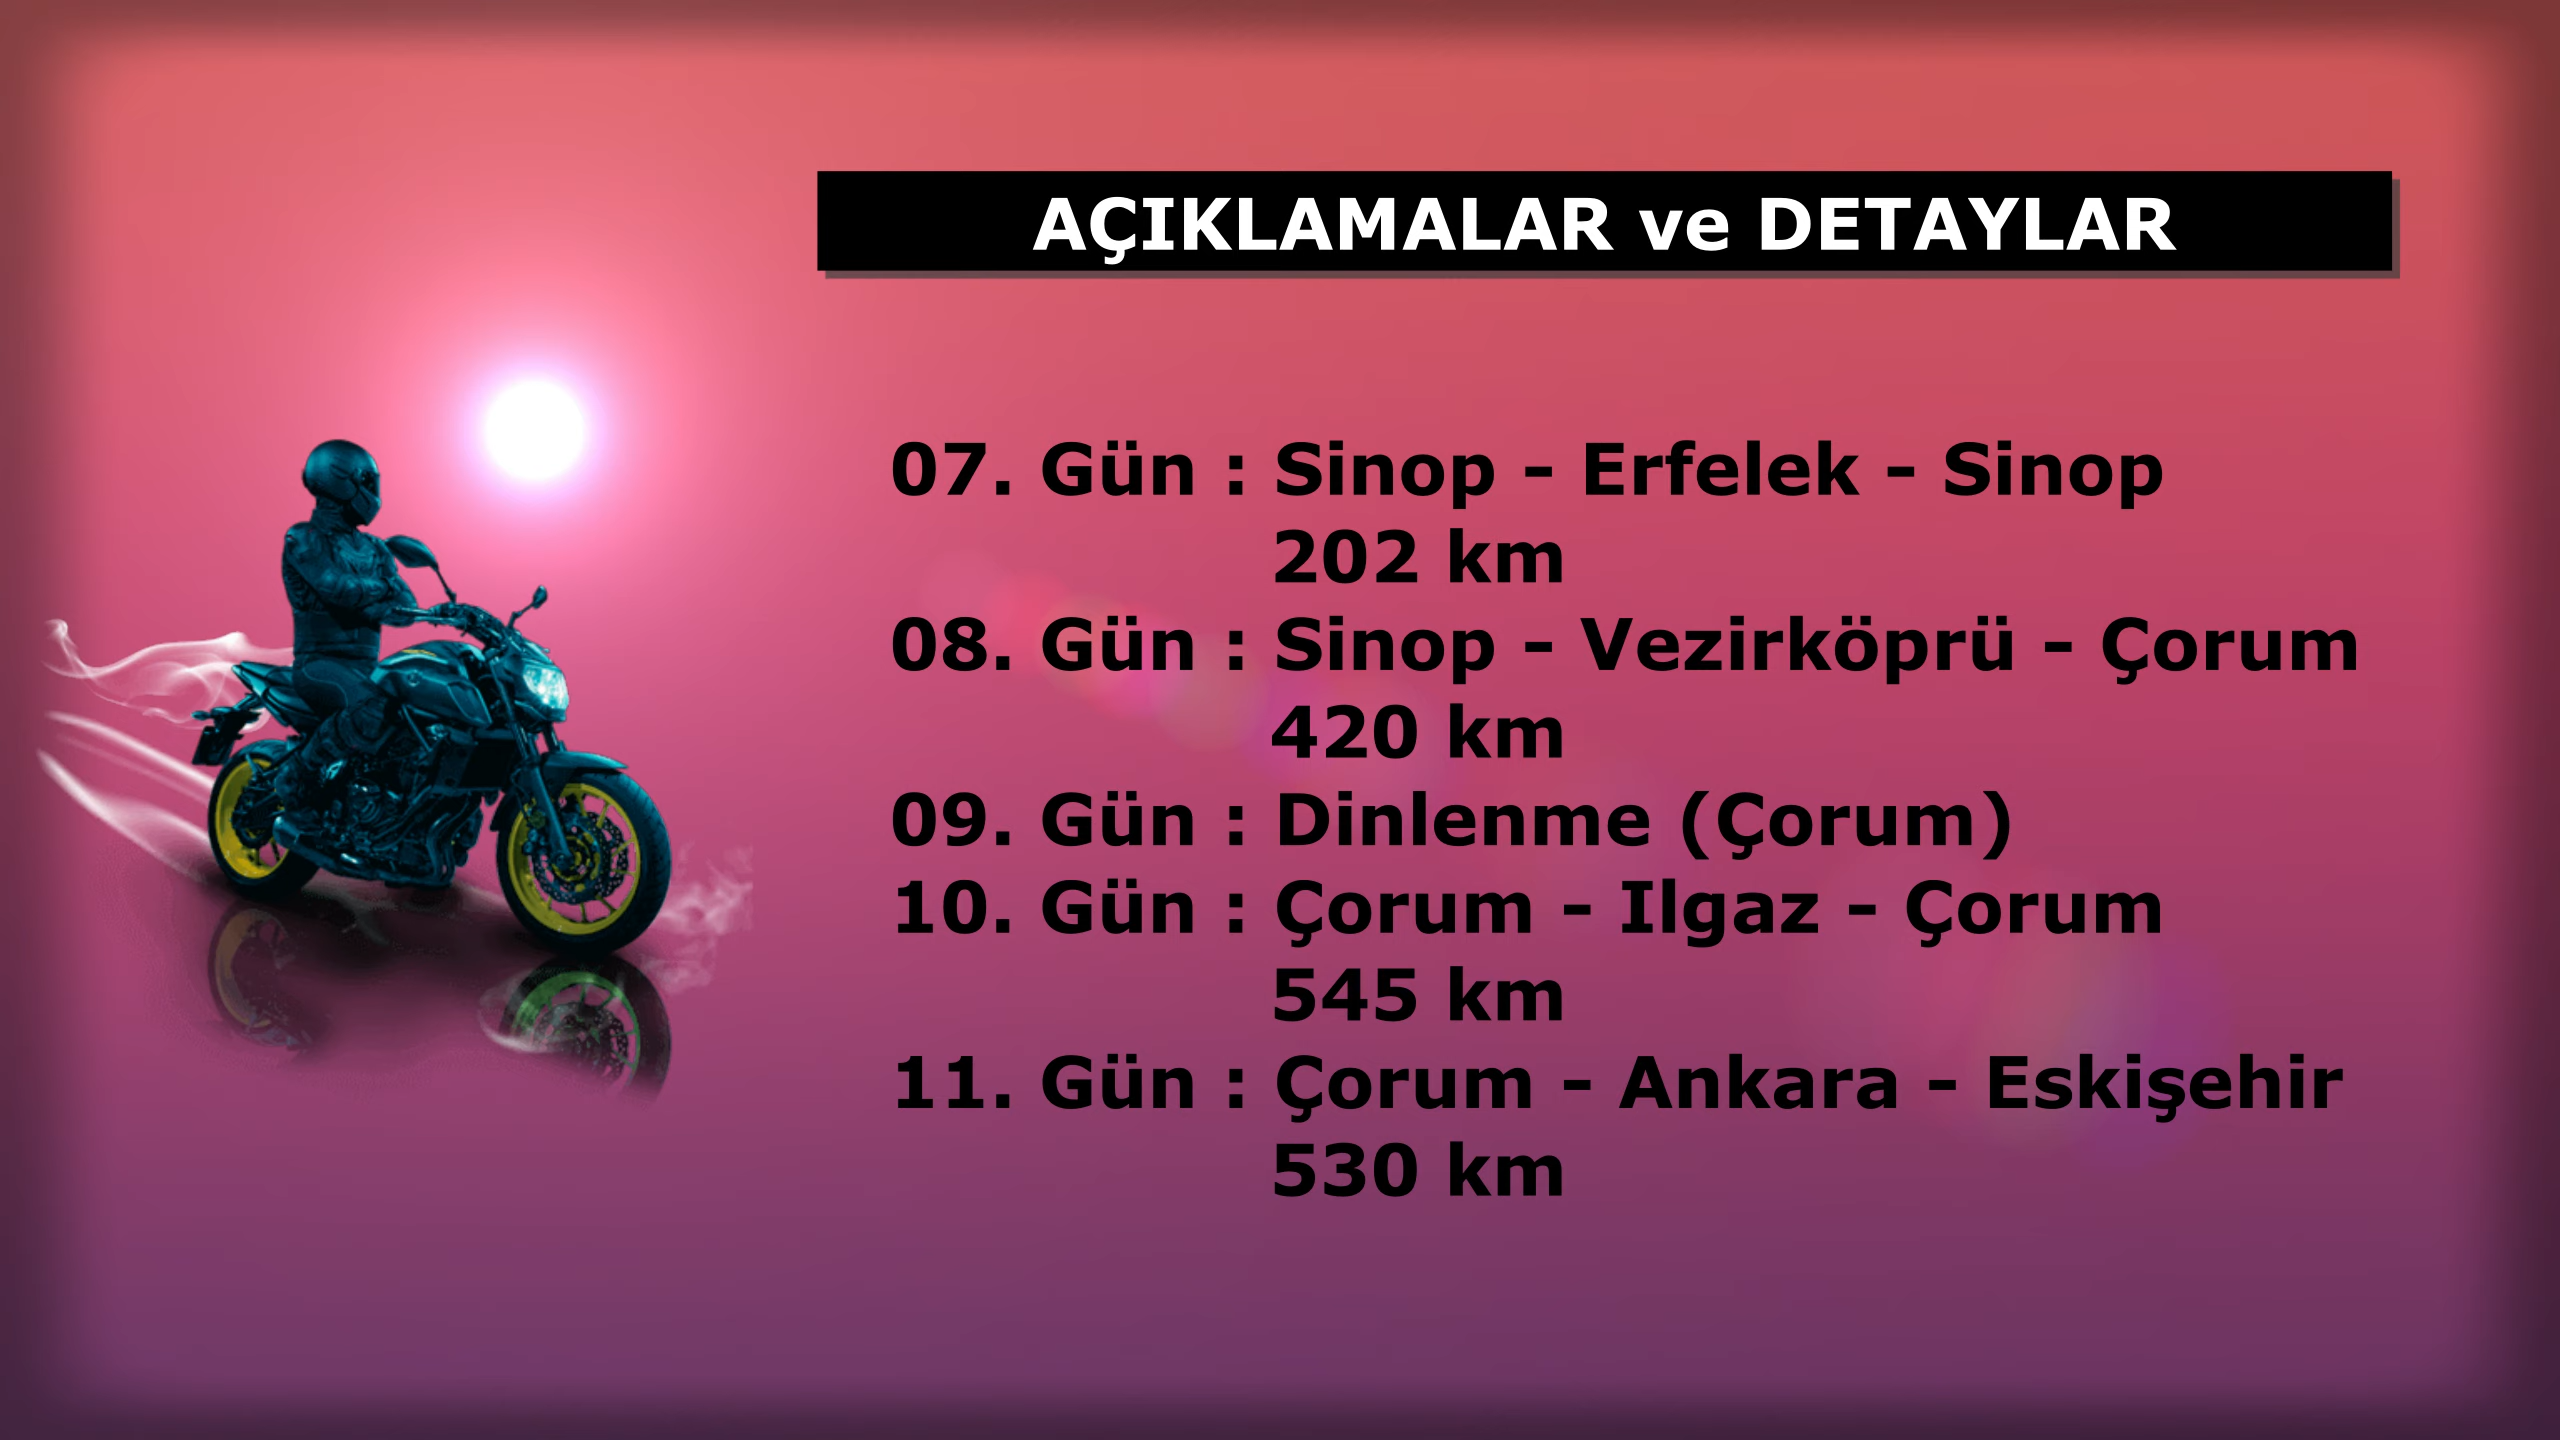 AÇIKLAMALAR ve DETAYLAR
07. Gün : Sinop - Erfelek - Sinop
202 km
08. Gün : Sinop - Vezirköprü - Çorum
420 km
09. Gün : Dinlenme (Çorum)
10. Gün : Çorum - Ilgaz - Çorum
545 km
11. Gün : Çorum - Ankara - Eskişehir
530 km